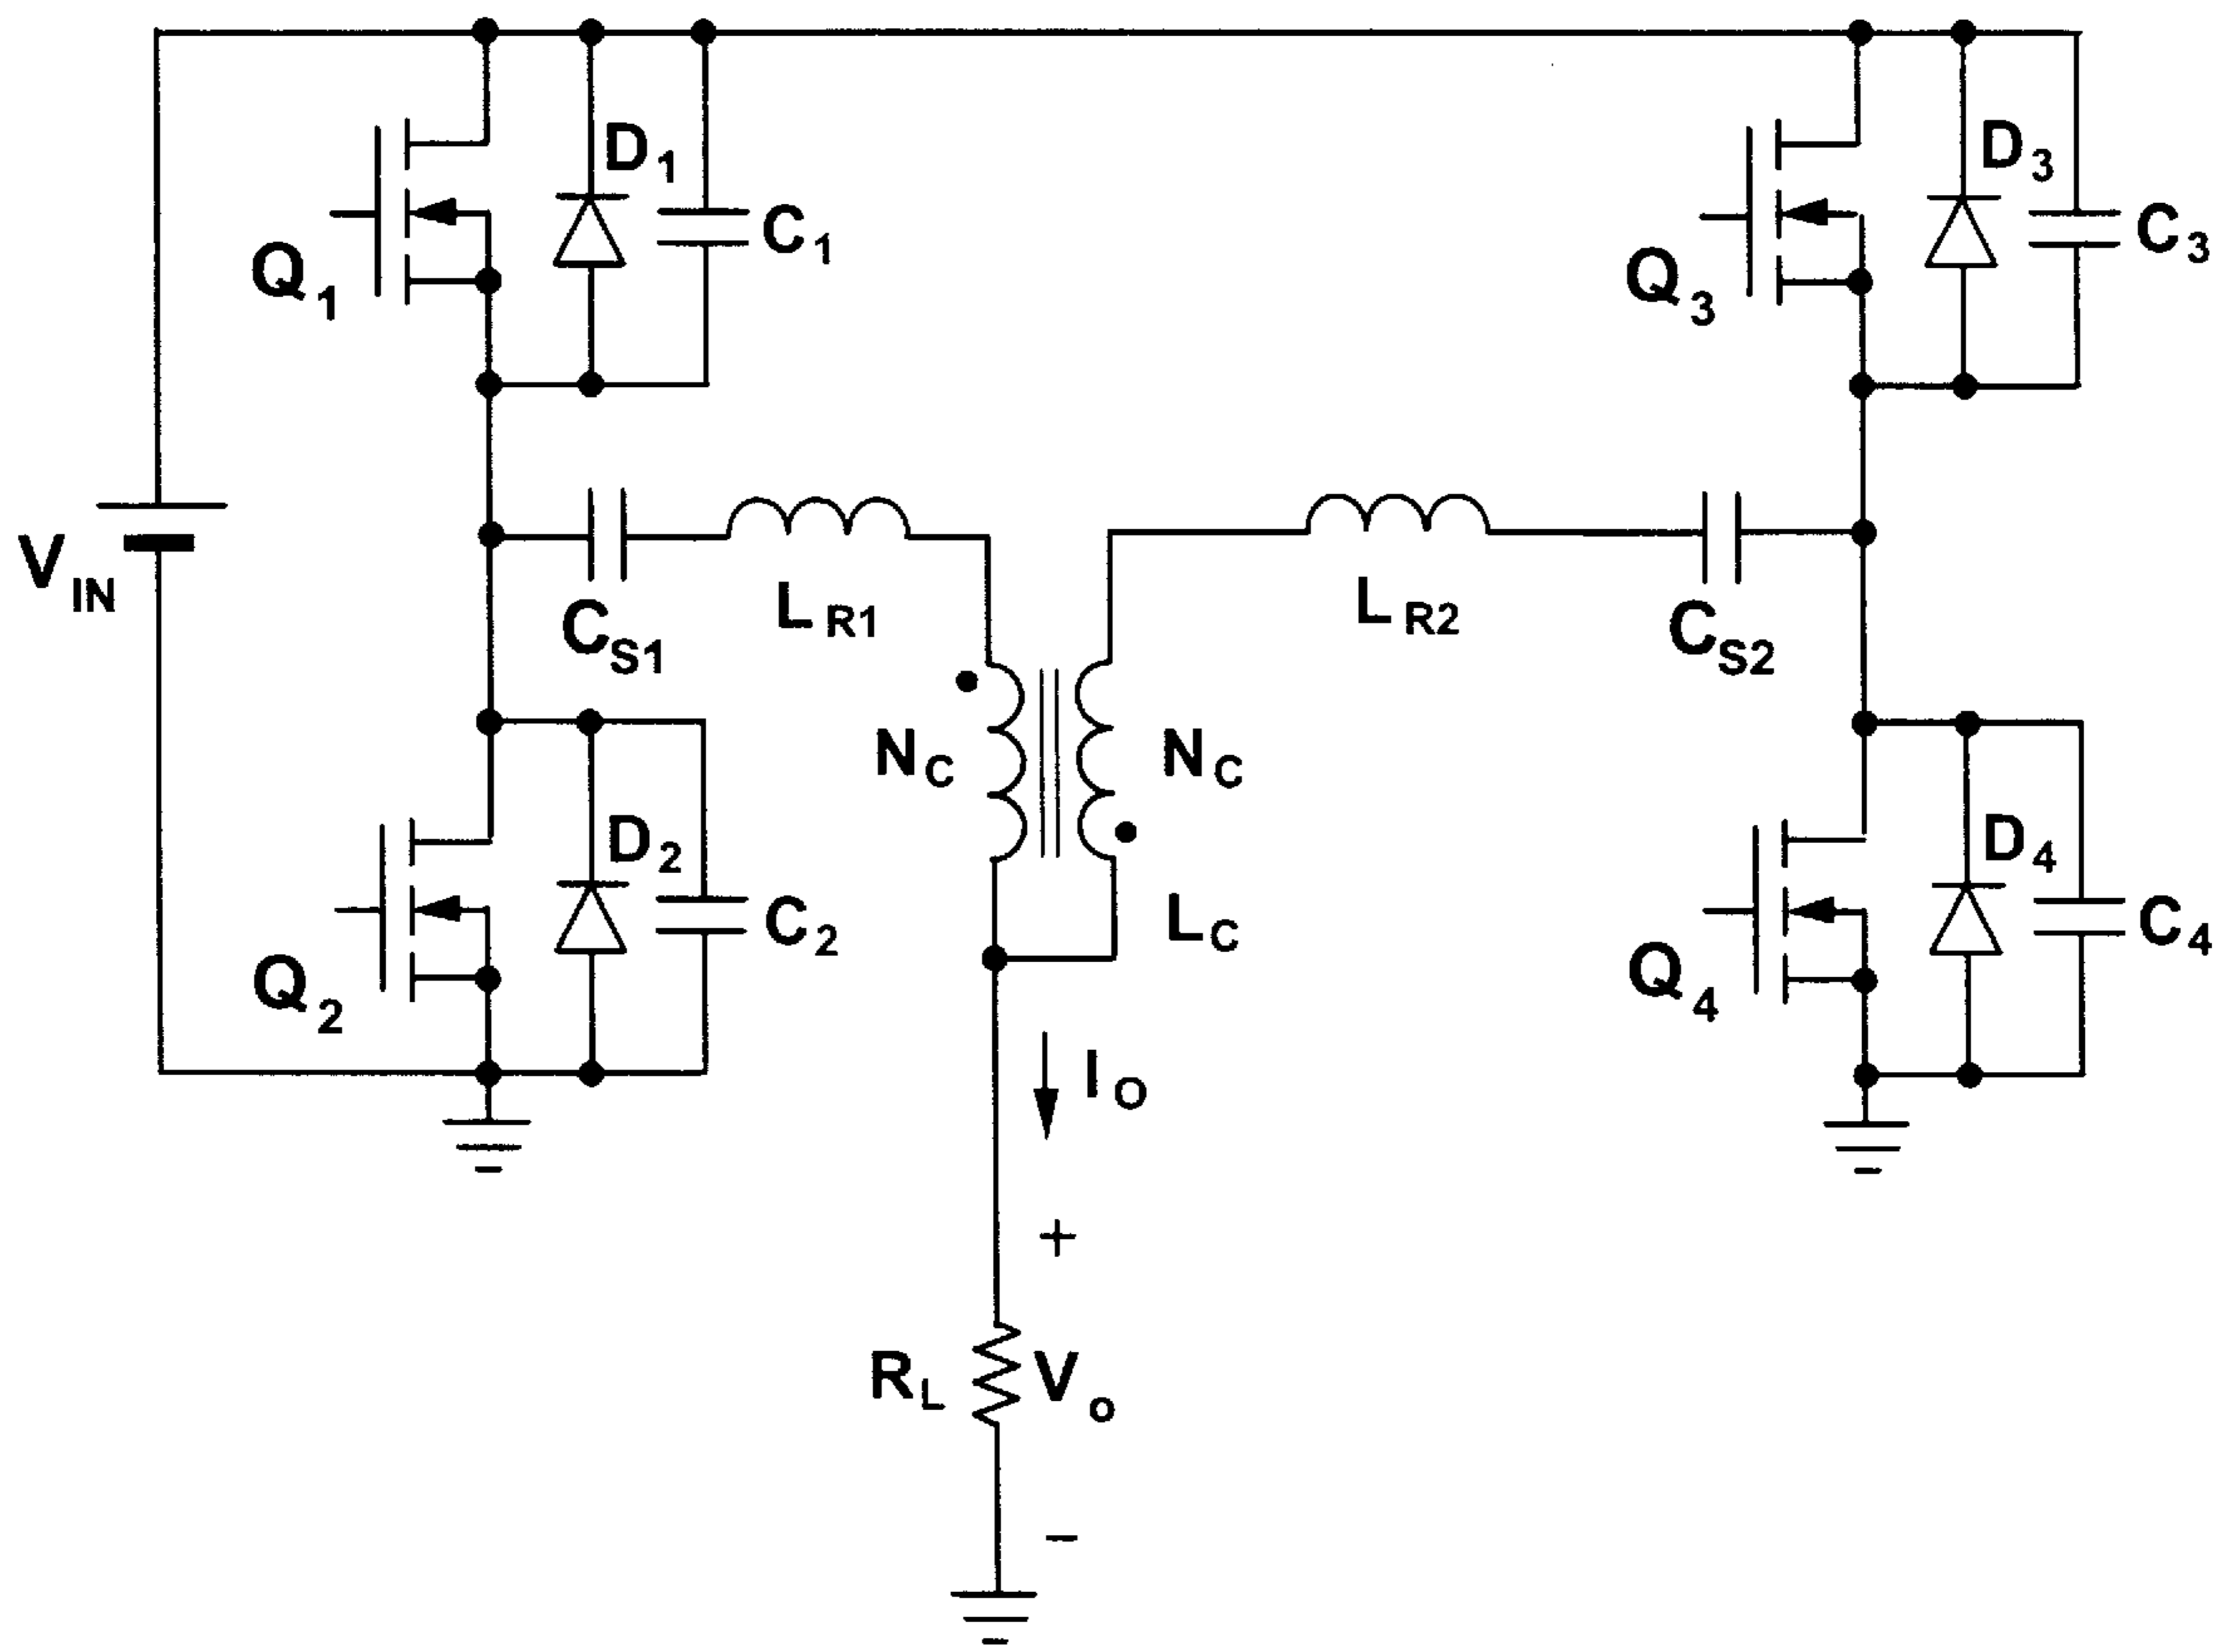 D1
C1
Q1
D3
C3
Q3
VIN
CS1
LR1
LR2
CS2
NC
NC
D2
C2
Q2
LC
D4
C4
Q4
IO
+
RL
Vo
−